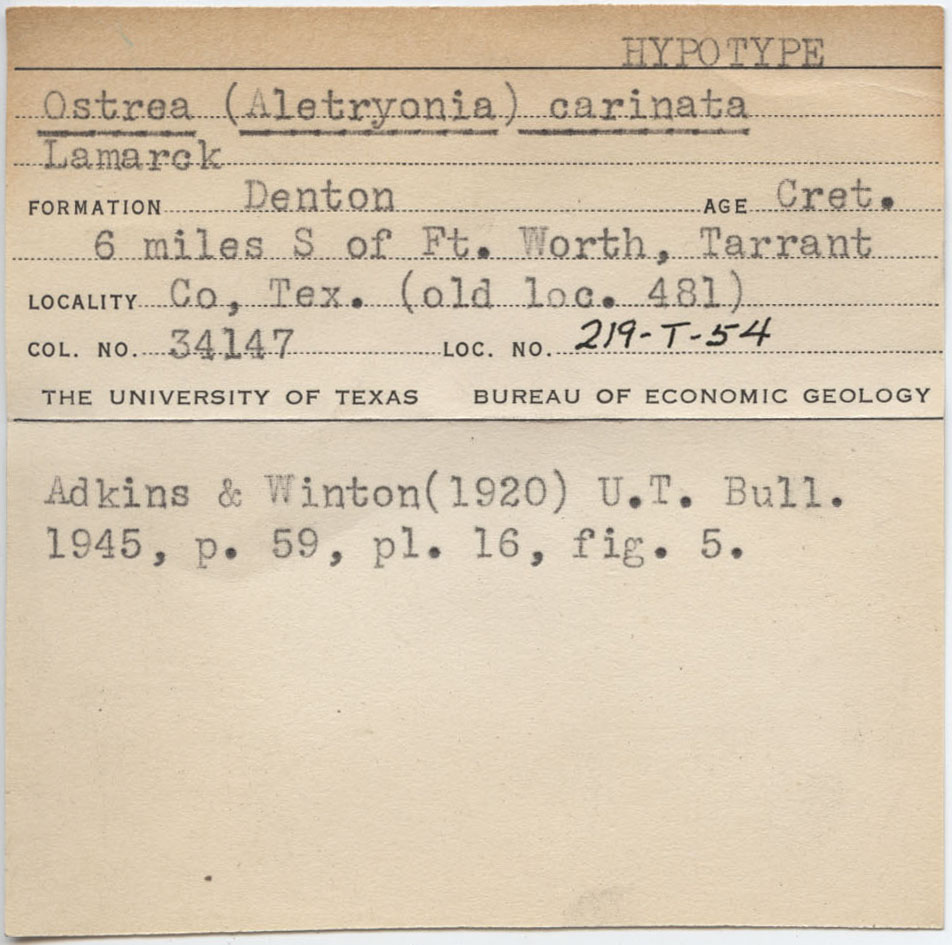 HYPOTYPE
Ostrea (Aletryonia) carinata
Lamarck
FORMATION Denton AGE Cret.
6 miles S of Ft. Worth, Tarrant
LOCALITY Co, Tex. (old loc. 481)
COL. NO. 34147 LOC. NO. 219-T-54
THE UNIVERSITY OF TEXAS BUREAU OF ECONOMIC GEOLOGY
Adkins & Winton(1920) U.T. Bull.
1945, p. 59, pl. 16, fig. 5.